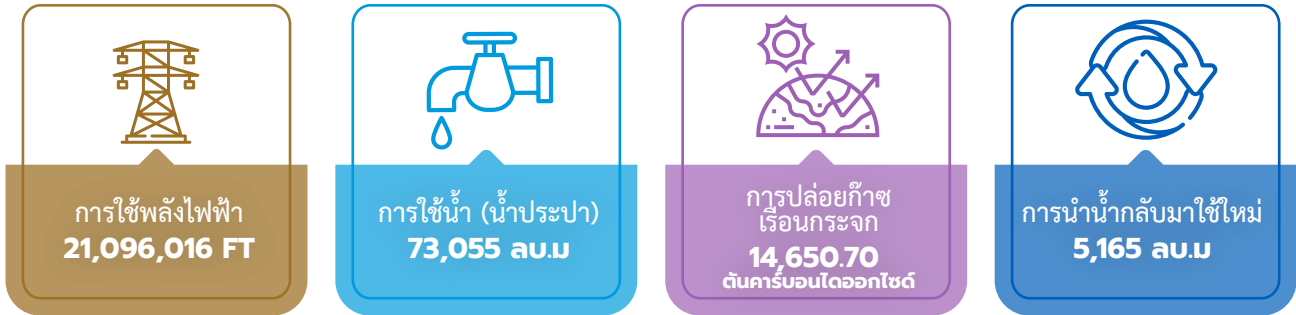 การใช้พลังไฟฟ้า
21,096,016 FT
การใช้น้ำ (น้ำประปา)
73,055 ลบ.ม
การปล่อยก๊าซ
เรือนกระจก
14,650.70
ตันคาร์บอนไดออกไซด์
การนำน้ำกลับมาใช้ใหม่
5,165 ลบ.ม